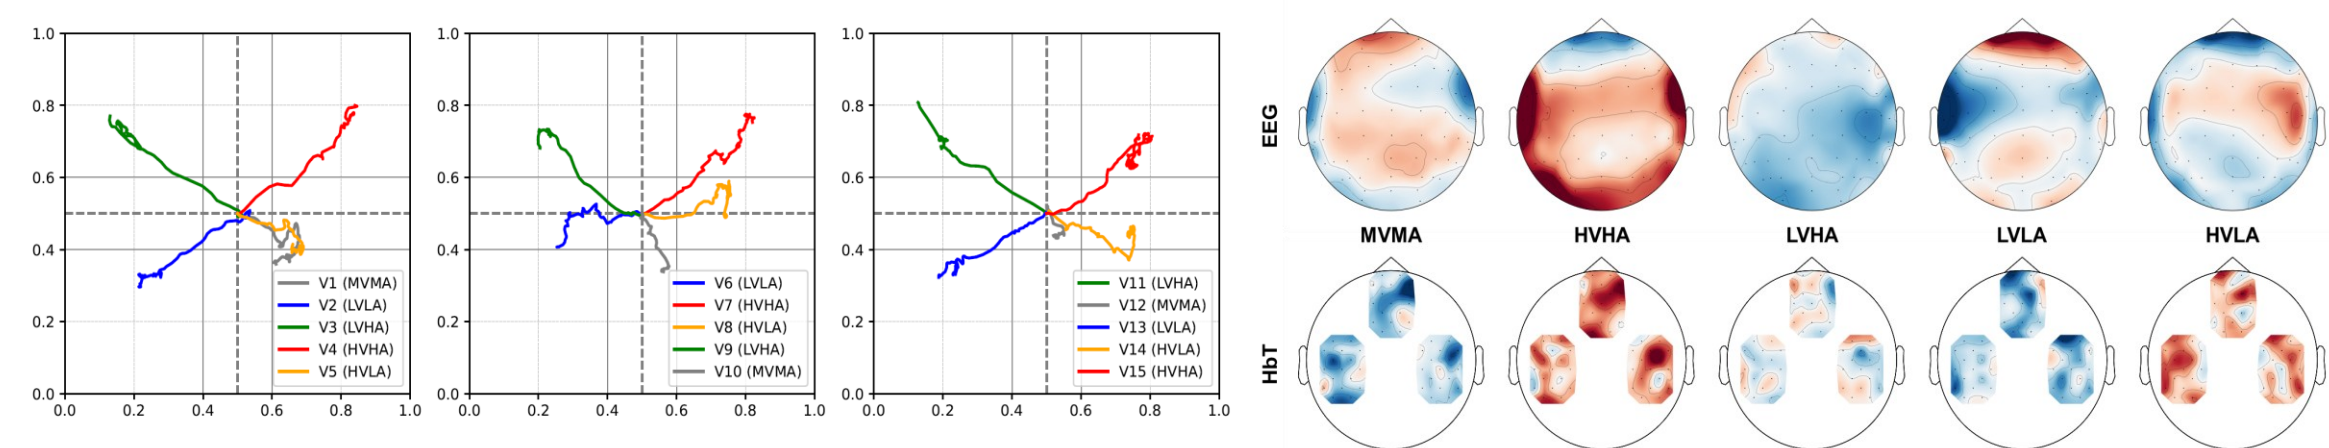 1.0
0.8
0.6
0.4
0.2
0.0
0.0 0.2 0.4 0.6 0.8 1.0
V1 (MVMA)
V2 (LVLA)
V3 (LVHA)
V4 (HVHA)
V5 (HVLA)
1.0
0.8
0.6
0.4
0.2
0.0
0.0 0.2 0.4 0.6 0.8 1.0
V6 (LVLA)
V7 (HVHA)
V8 (HVLA)
V9 (LVHA)
V10 (MVMA)
1.0
0.8
0.6
0.4
0.2
0.0
0.0 0.2 0.4 0.6 0.8 1.0
V11 (LVHA)
V12 (MVMA)
V13 (LVLA)
V14 (HVLA)
V15 (HVHA)
EEG
MVMA HVHA LVHA LVLA HVLA
HbT